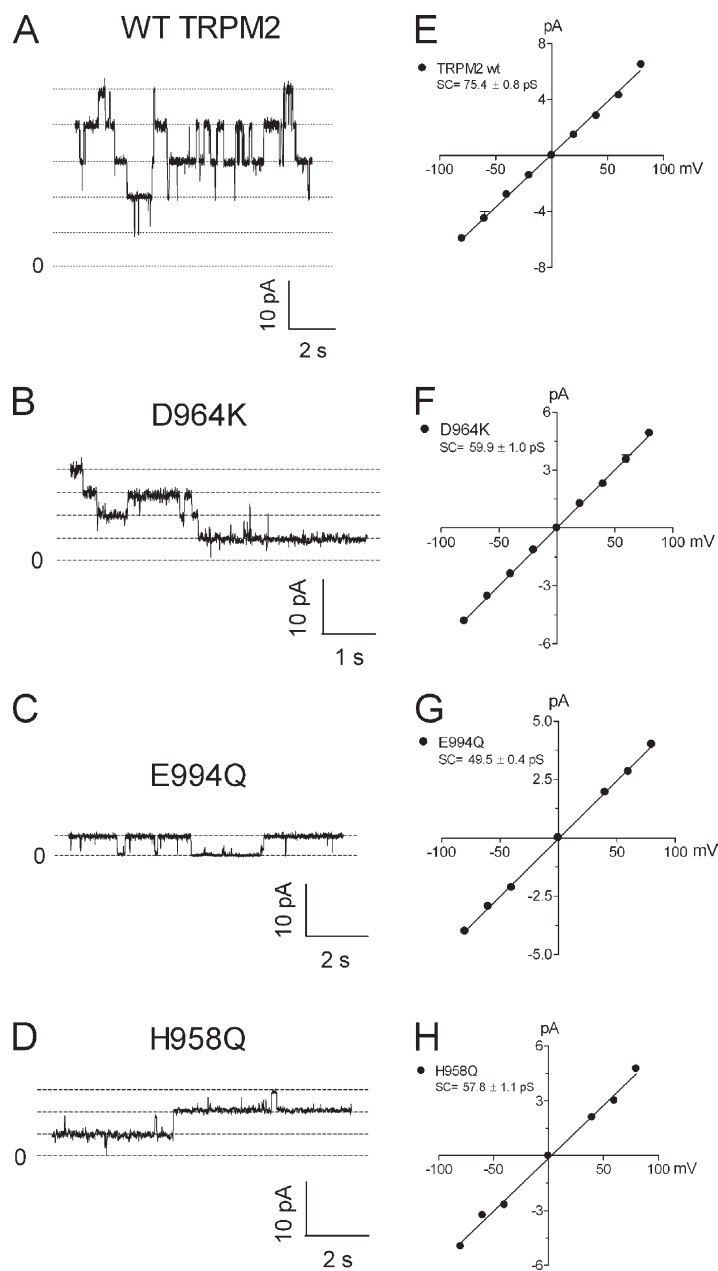 A
WT TRPM2
0
10 pA
2 s
E
pA
8
TRPM2 wt
SC= 75.4 ± 0.8 pS
4
-100
-50
50
100 mV
-4
-8
B
D964K
0
10 pA
1 s
F
pA
6
D964K
SC= 59.9 ± 1.0 pS
3
-100
-50
50
100 mV
-3
-6
C
E994Q
0
10 pA
2 s
G
pA
5.0
E994Q
SC= 49.5 ± 0.4 pS
2.5
-100
-50
50
100 mV
-2.5
-5.0
D
H958Q
0
10 pA
2 s
H
pA
6
H958Q
SC= 57.8 ± 1.1 pS
3
-100
-50
50
100 mV
-3
-6